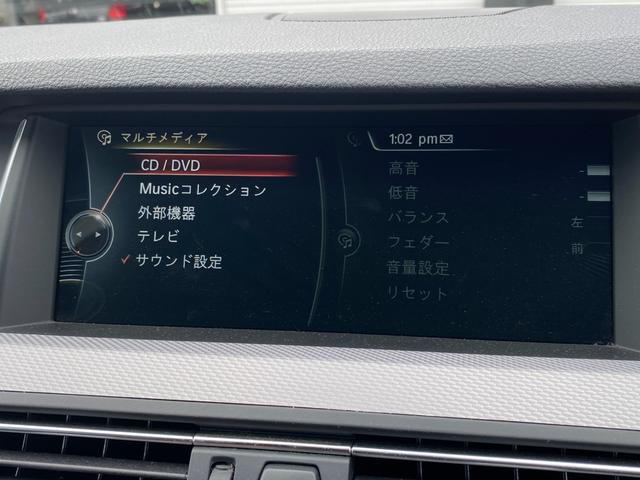 マルチメディア
CD / DVD
Musicコレクション
外部機器
テレビ
✓ サウンド設定
1:02 pm
高音 -
低音 -
バランス 左
フェダー 前
音量設定
リセット